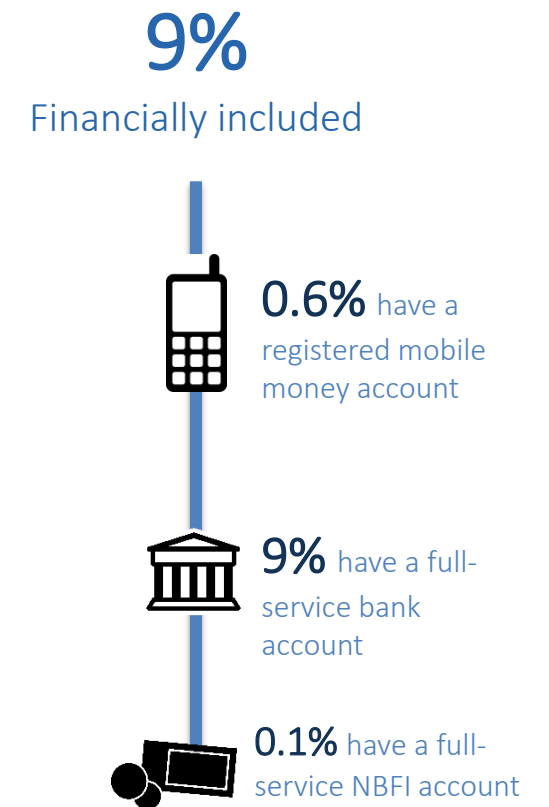 9%
Financially included
0.6% have a
registered mobile
money account
9% have a full-
service bank
account
0.1% have a full-
service NBFI account